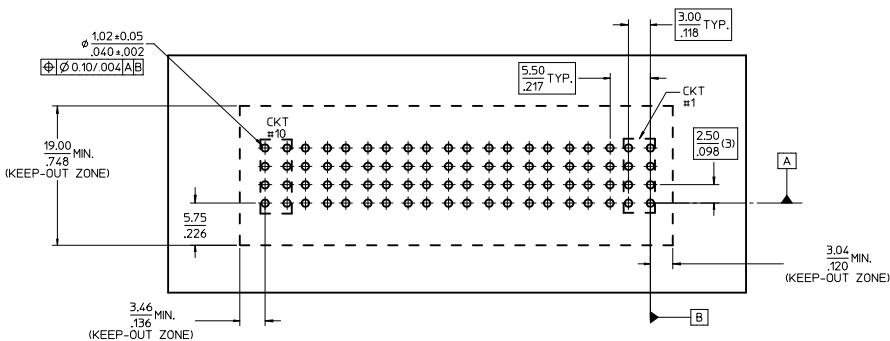 3.00
.118 TYP.
⌀ 1.02±0.05
.040±.002
⌖ ⌀ 0.10/.004 A B
5.50
.217 TYP.
CKT
#1
CKT
#10
19.00
.748 MIN.
(KEEP-OUT ZONE)
2.50
.098 (3)
A
5.75
.226
3.04
.120 MIN.
(KEEP-OUT ZONE)
3.46
.136 MIN.
(KEEP-OUT ZONE)
B